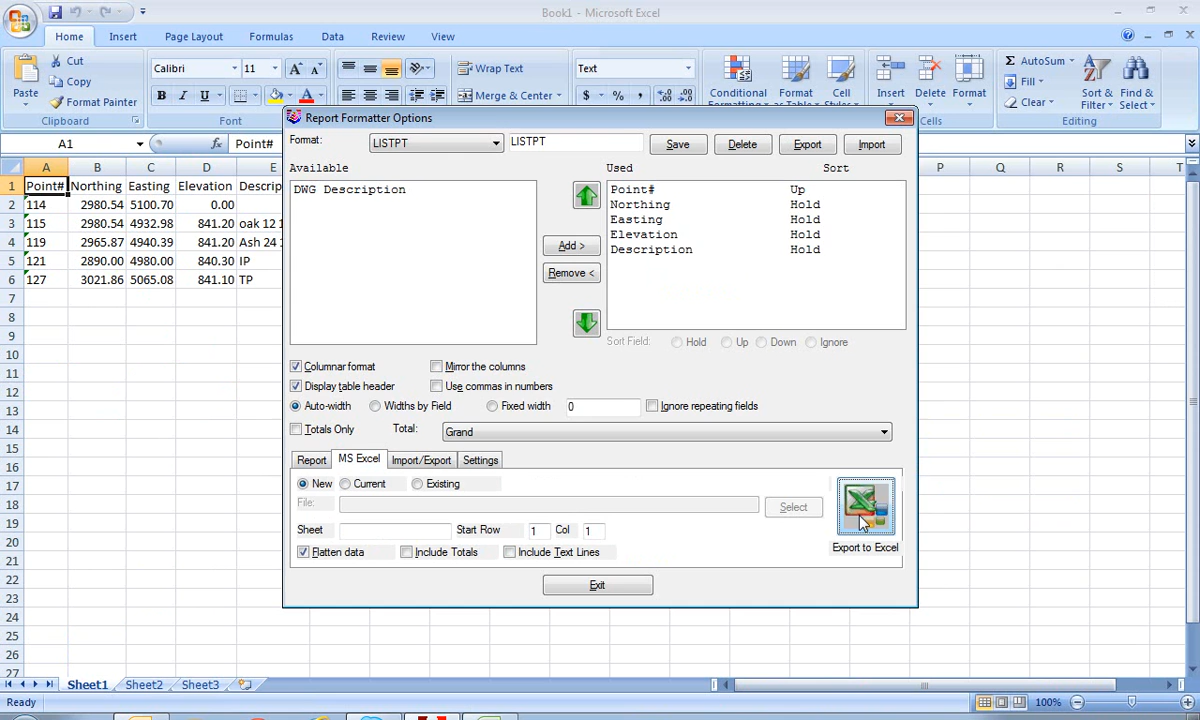 Book1 - Microsoft Excel
Home Insert Page Layout Formulas Data Review View
Paste Cut Copy Format Painter Clipboard
Calibri 11 A A B I U A Font
Wrap Text Merge & Center
Text $ % ,
Conditional Format Cell
Insert Delete Format Cells
Σ AutoSum Fill Clear Sort & Filter Find & Select Editing
A1 fx Point#
A B C D E P Q R S T
1 Point# Northing Easting Elevation Descrip
2 114 2980.54 5100.70 0.00
3 115 2980.54 4932.98 841.20 oak 12
4 119 2965.87 4940.39 841.20 Ash 24
5 121 2890.00 4980.00 840.30 IP
6 127 3021.86 5065.08 841.10 TP
7
8
9
10
11
12
13
14
15
16
17
18
19
20
21
22
23
24
25
26
27
Report Formatter Options
Format: LISTPT LISTPT Save Delete Export Import
Available Used Sort
DWG Description
Add >
Remove <
Point# Up
Northing Hold
Easting Hold
Elevation Hold
Description Hold
Sort Field: Hold Up Down Ignore
Columnar format Mirror the columns
Display table header Use commas in numbers
Auto-width Widths by Field Fixed width 0 Ignore repeating fields
Totals Only Total: Grand
Report MS Excel Import/Export Settings
New Current Existing
File: Select
Sheet Start Row 1 Col 1
Flatten data Include Totals Include Text Lines
Export to Excel
Exit
Sheet1 Sheet2 Sheet3
Ready 100%